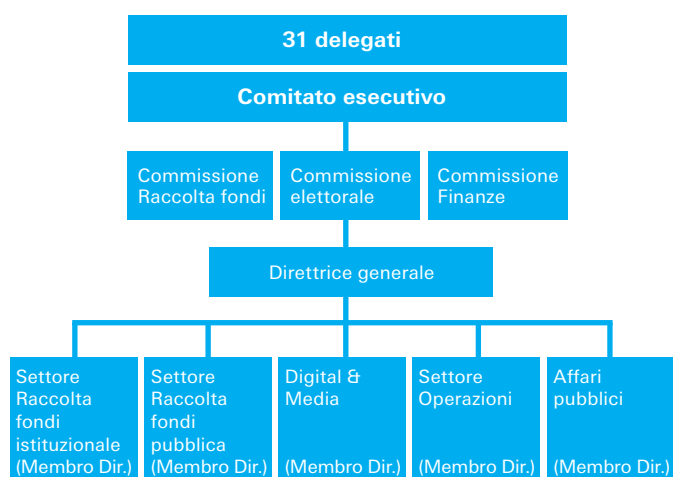 31 delegati
Comitato esecutivo
Commissione
Raccolta fondi
Commissione
elettorale
Commissione
Finanze
Direttrice generale
Settore
Raccolta
fondi
istituzionale
(Membro Dir.)
Settore
Raccolta
fondi
pubblica
(Membro Dir.)
Digital &
Media
(Membro Dir.)
Settore
Operazioni
(Membro Dir.)
Affari
pubblici
(Membro Dir.)